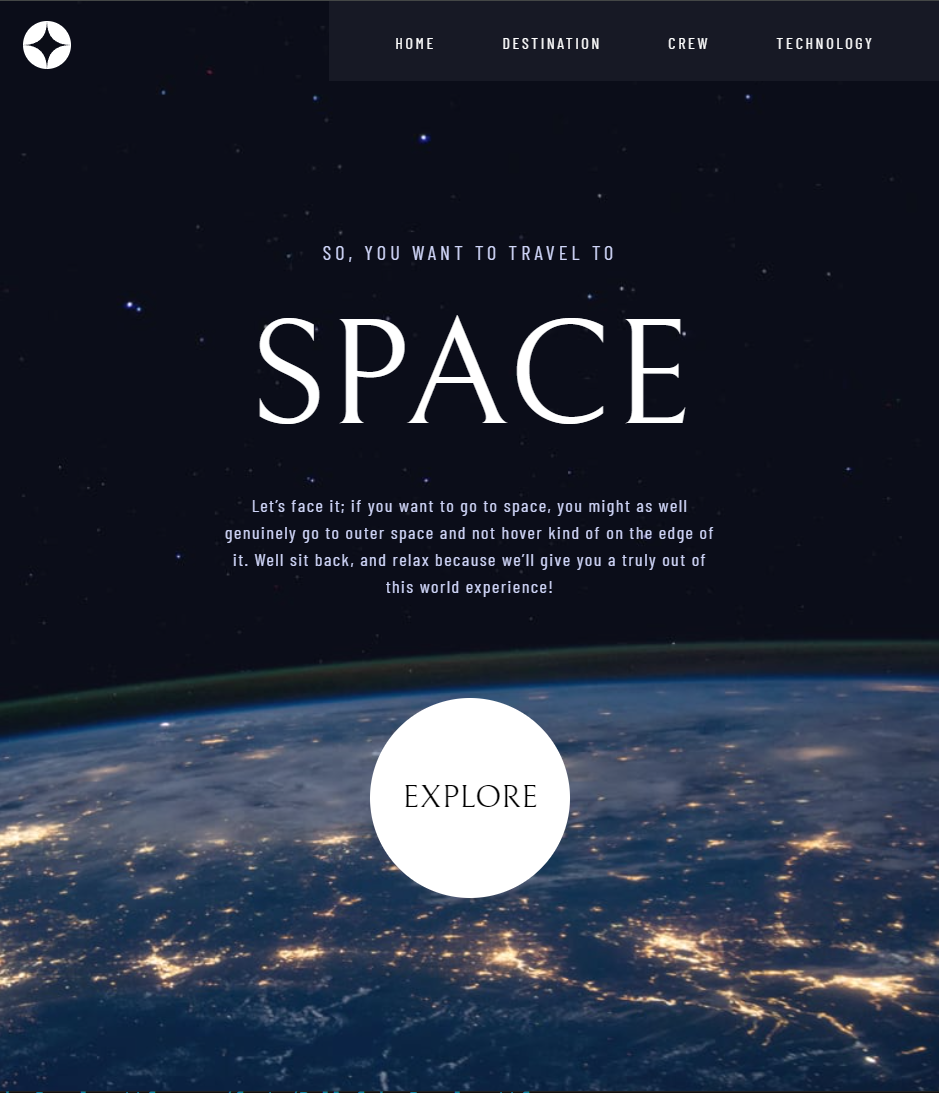 HOME DESTINATION CREW TECHNOLOGY
SO, YOU WANT TO TRAVEL TO
SPACE
Let’s face it; if you want to go to space, you might as well
genuinely go to outer space and not hover kind of on the edge of
it. Well sit back, and relax because we’ll give you a truly out of
this world experience!
EXPLORE